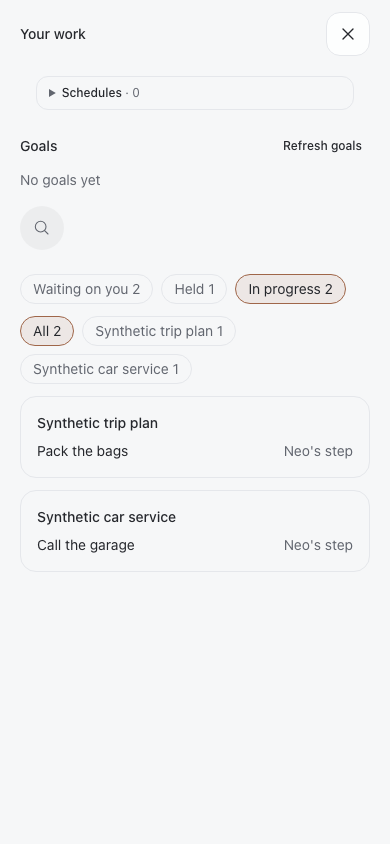 Your work
Schedules · 0
Goals
Refresh goals
No goals yet
Waiting on you 2
Held 1
In progress 2
All 2
Synthetic trip plan 1
Synthetic car service 1
Synthetic trip plan
Pack the bags
Neo's step
Synthetic car service
Call the garage
Neo's step